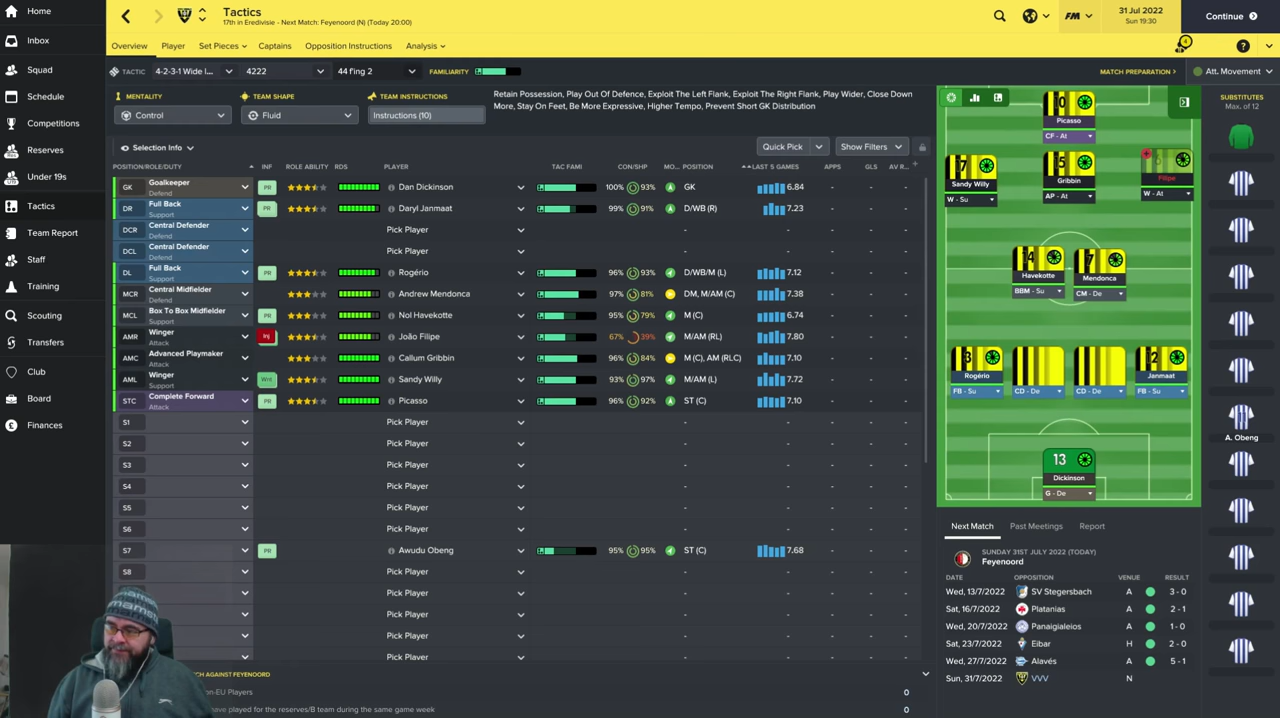 Home
Inbox
Squad
Schedule
Competitions
Reserves
Under 19s
Tactics
Team Report
Staff
Training
Scouting
Transfers
Club
Board
Finances
Tactics
17th in Eredivisie - Next Match: Feyenoord (N) (Today 20:00)
FM
31 Jul 2022
Sun 19:30
Continue
Overview
Player
Set Pieces
Captains
Opposition Instructions
Analysis
4
?
TACTIC
4-2-3-1 Wide I...
4222
44 Fing 2
FAMILIARITY
MATCH PREPARATION >
Att. Movement
MENTALITY
Control
TEAM SHAPE
Fluid
TEAM INSTRUCTIONS
Instructions (10)
Retain Possession, Play Out Of Defence, Exploit The Left Flank, Exploit The Right Flank, Play Wider, Close Down
More, Stay On Feet, Be More Expressive, Higher Tempo, Prevent Short GK Distribution
Selection Info
Quick Pick
Show Filters
POSITION/ROLE/DUTY INF ROLE ABILITY RDS PLAYER TAC FAMI CON/SHP MO... POSITION LAST 5 GAMES APPS GLS AV R...
GK Goalkeeper Defend PR Dan Dickinson 100% 93% GK 6.84 - - -
DR Full Back Support PR Daryl Janmaat 99% 91% D/WB (R) 7.23 - - -
DCR Central Defender Defend Pick Player - - - - -
DCL Central Defender Defend Pick Player - - - - -
DL Full Back Support PR Rogério 96% 93% D/WB/M (L) 7.12 - - -
MCR Central Midfielder Defend Andrew Mendonca 97% 81% DM, M/AM (C) 7.38 - - -
MCL Box To Box Midfielder Support PR Nol Havekotte 95% 79% M (C) 6.74 - - -
AMR Winger Attack Inj João Filipe 67% 39% M/AM (RL) 7.80 - - -
AMC Advanced Playmaker Attack Callum Gribbin 96% 84% M (C), AM (RLC) 7.10 - - -
AML Winger Support Wnt Sandy Willy 93% 97% M/AM (L) 7.72 - - -
STC Complete Forward Attack PR Picasso 96% 92% ST (C) 7.10 - - -
S1 Pick Player - - - - -
S2 Pick Player - - - - -
S3 Pick Player - - - - -
S4 Pick Player - - - - -
S5 Pick Player - - - - -
S6 Pick Player - - - - -
S7 PR Awudu Obeng 95% 95% ST (C) 7.68 - - -
S8 Pick Player - - - - -
Pick Player - - - - -
Pick Player - - - - -
Pick Player - - - - -
Pick Player - - - - -
CH AGAINST FEYENOORD
on-EU Players 0
have played for the reserves/B team during the same game week 0
Picasso
CF - At
7
Sandy Willy
W - Su
Gribbin
AP - At
Filipe
W - At
14
Havekotte
BBM - Su
7
Mendonca
CM - De
Rogério
FB - Su
CD - De
CD - De
12
Janmaat
FB - Su
13
Dickinson
G - De
SUBSTITUTES
Max. of 12
A. Obeng
Next Match
Past Meetings
Report
SUNDAY 31ST JULY 2022 (TODAY)
Feyenoord
DATE OPPOSITION VENUE RESULT
Wed, 13/7/2022 SV Stegersbach A 3 - 0
Sat, 16/7/2022 Platanias A 2 - 1
Wed, 20/7/2022 Panaigialeios A 1 - 0
Sat, 23/7/2022 Eibar H 2 - 0
Wed, 27/7/2022 Alavés A 5 - 1
Sun, 31/7/2022 VVV N